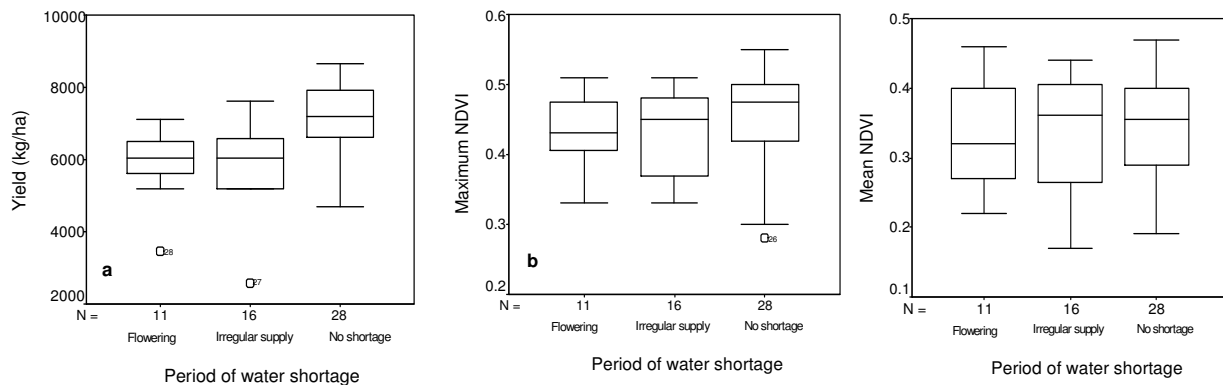 Yield (kg/ha)
10000
8000
6000
4000
2000
28
27
a
N = 11 16 28
Flowering Irregular supply No shortage
Period of water shortage
Maximum NDVI
0.6
0.5
0.4
0.3
0.2
26
b
N = 11 16 28
Flowering Irregular supply No shortage
Period of water shortage
Mean NDVI
0.5
0.4
0.3
0.2
0.1
N = 11 16 28
Flowering Irregular supply No shortage
Period of water shortage